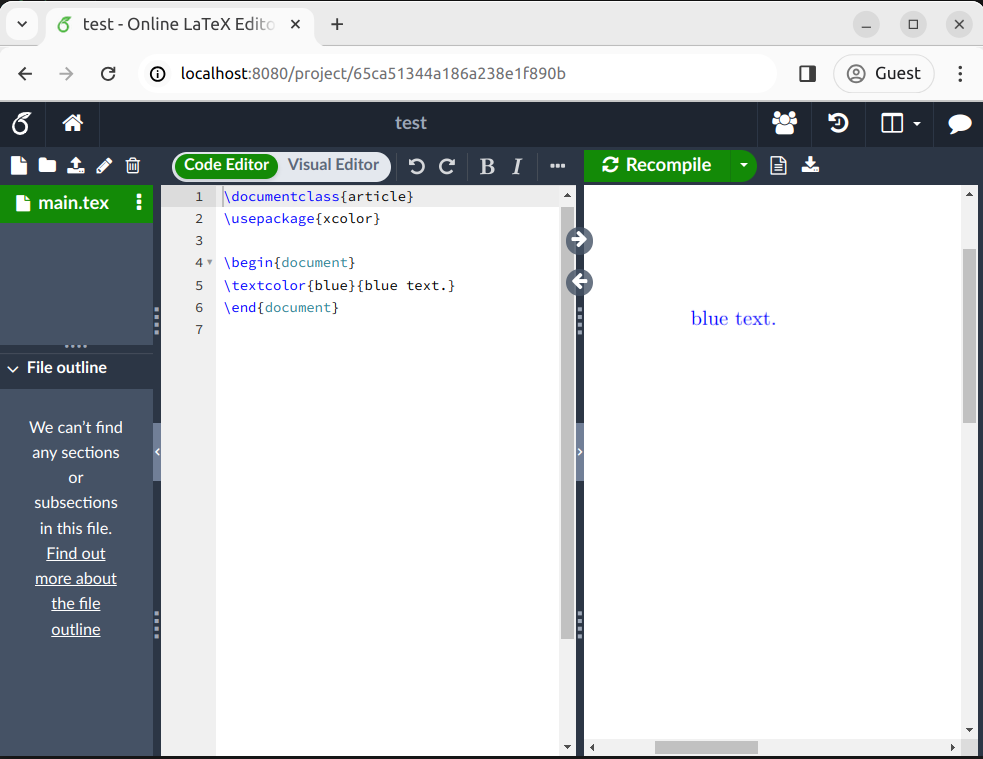 test - Online LaTeX Edito
localhost:8080/project/65ca51344a186a238e1f890b
Guest
test
Code Editor
Visual Editor
B
I
Recompile
main.tex
1 \documentclass{article}
2 \usepackage{xcolor}
3
4 \begin{document}
5 \textcolor{blue}{blue text.}
6 \end{document}
7
blue text.
File outline
We can't find
any sections
or
subsections
in this file.
Find out
more about
the file
outline